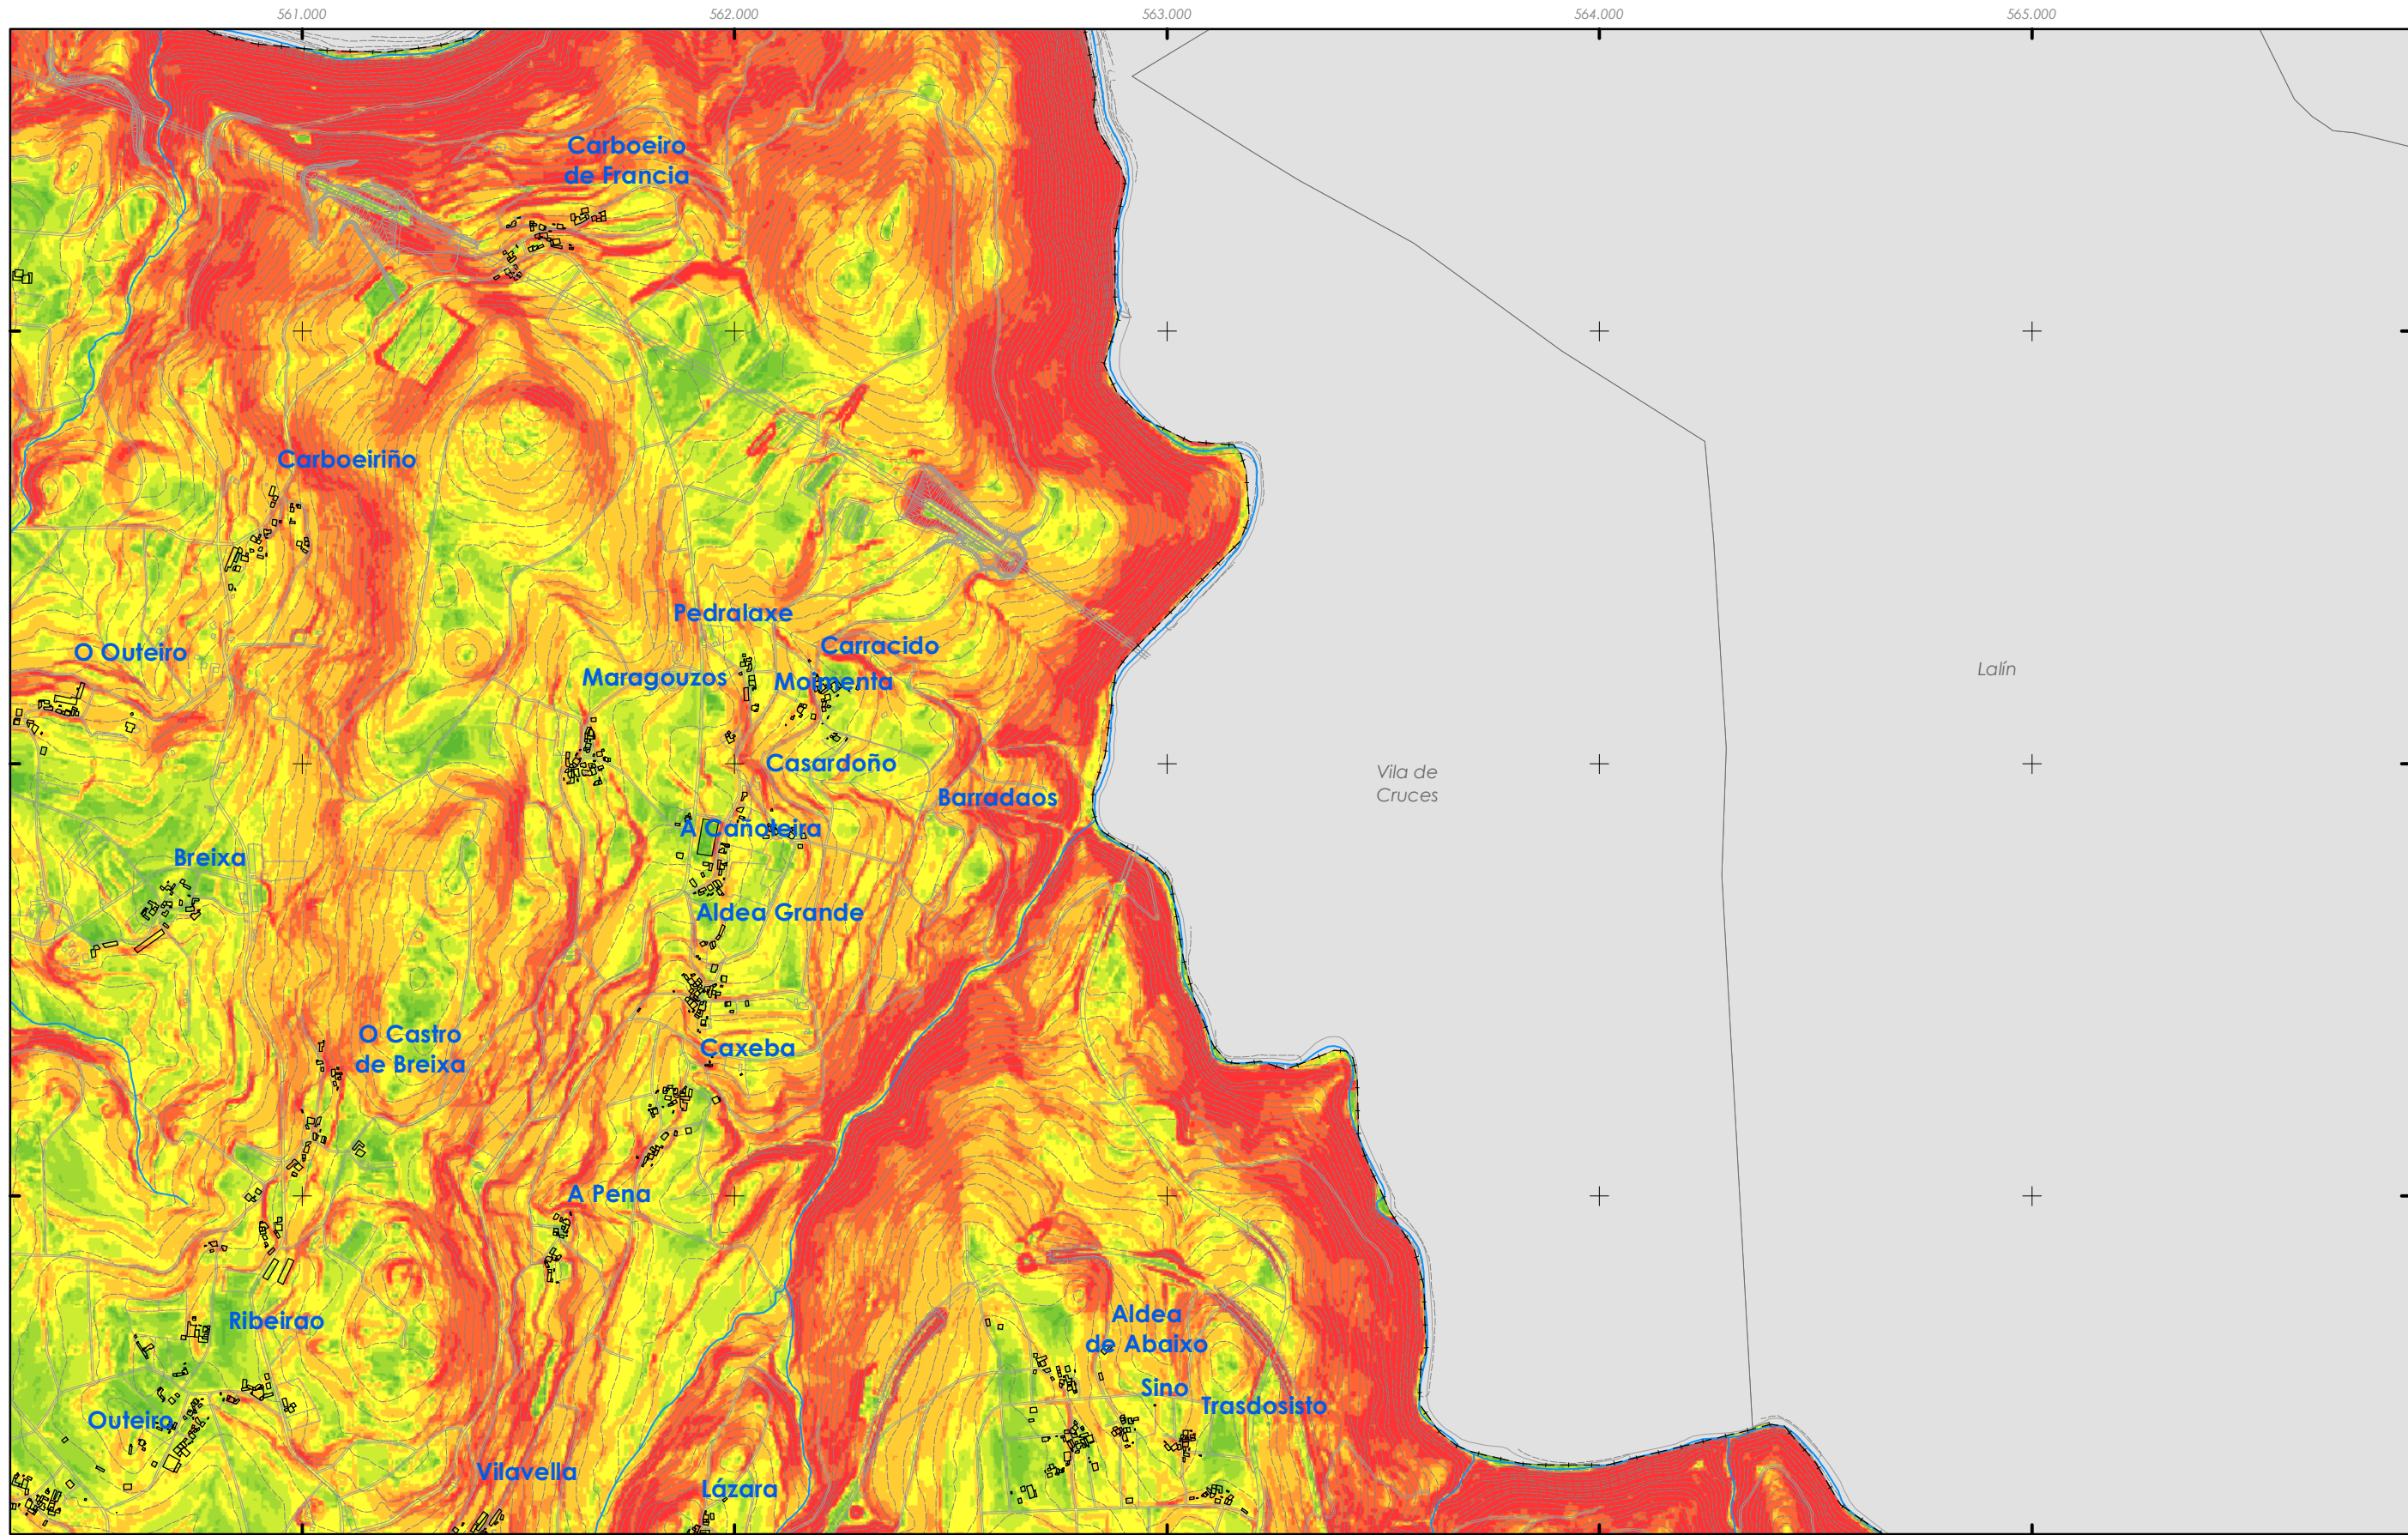 561.000
562.000
563.000
564.000
565.000
Carboeiro
de Francia
Carboeiriño
Pedralaxe
Carracido
O Outeiro
Maragouzos
Moimenta
Lalín
Casardoño
Vila de
Cruces
Barradaos
A Cañoteira
Breixa
Aldea Grande
O Castro
de Breixa
Caxeba
A Pena
Ribeirao
Aldea
de Abaixo
Sino
Trasdosisto
Outeiro
Vilavella
Lázara